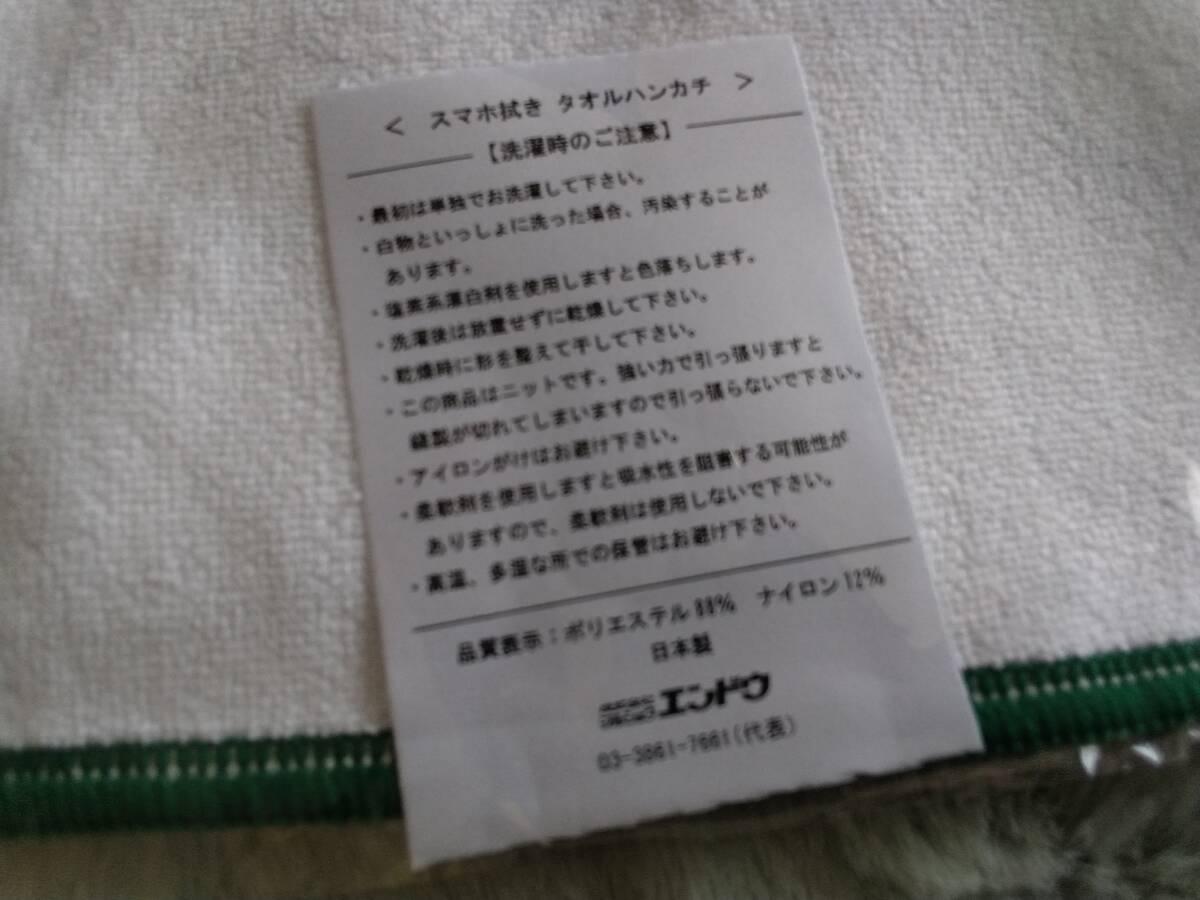 < スマホ拭き タオルハンカチ >
【洗濯時のご注意】
・最初は単独でお洗濯して下さい。
・白物といっしょに洗った場合、汚染することが
あります。
・塩素系漂白剤を使用しますと色落ちします。
・洗濯後は放置せずに乾燥して下さい。
・乾燥時に形を整えて干して下さい。
・この商品はニットです。強い力で引っ張りますと
縫製が切れてしまいますので引っ張らないで下さい。
・アイロンがけはお避け下さい。
・柔軟剤を使用しますと吸水性を阻害する可能性が
ありますので、柔軟剤は使用しないで下さい。
・高温、多湿な所での保管はお避け下さい。
品質表示：ポリエステル88% ナイロン12%
日本製
エンドウ
03-3861-7661(代表)